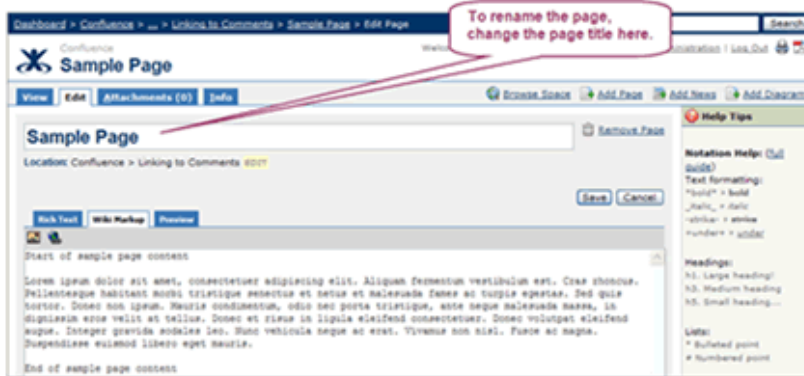 Dashboard > Confluence > ... > Linking to Comments > Sample Page > Edit Page
Search
To rename the page,
change the page title here.
Confluence
Sample Page
Log Out
View
Edit
Attachments (0)
Info
Browse Space
Add Page
Add News
Add Diagram
Sample Page
Remove Page
Location: Confluence > Linking to Comments EDIT
Save
Cancel
Rich Text
Wiki Markup
Preview
Start of sample page content
Lorem ipsum dolor sit amet, consectetuer adipiscing elit. Aliquam fermentum vestibulum est. Cras rhoncus.
Pellentesque habitant morbi tristique senectus et netus et malesuada fames ac turpis egestas. Sed quis
tortor. Donec non ipsum. Mauris condimentum, odio nec porta tristique, ante neque malesuada massa, in
dignissim eros velit at tellus. Donec et risus in ligula eleifend consectetuer. Donec volutpat eleifend
augue. Integer gravida sodales leo. Nunc vehicula neque ac erat. Vivamus non nisl. Fusce ac magna.
Suspendisse euismod libero eget mauris.
End of sample page content
Help Tips
Notation Help: (full
guide)
Text formatting:
*bold* > bold
_italic_ > italic
-strike- > strike
+under+ > under
Headings:
h1. Large heading!
h3. Medium heading
h5. Small heading...
Lists:
* Bulleted point
# Numbered point